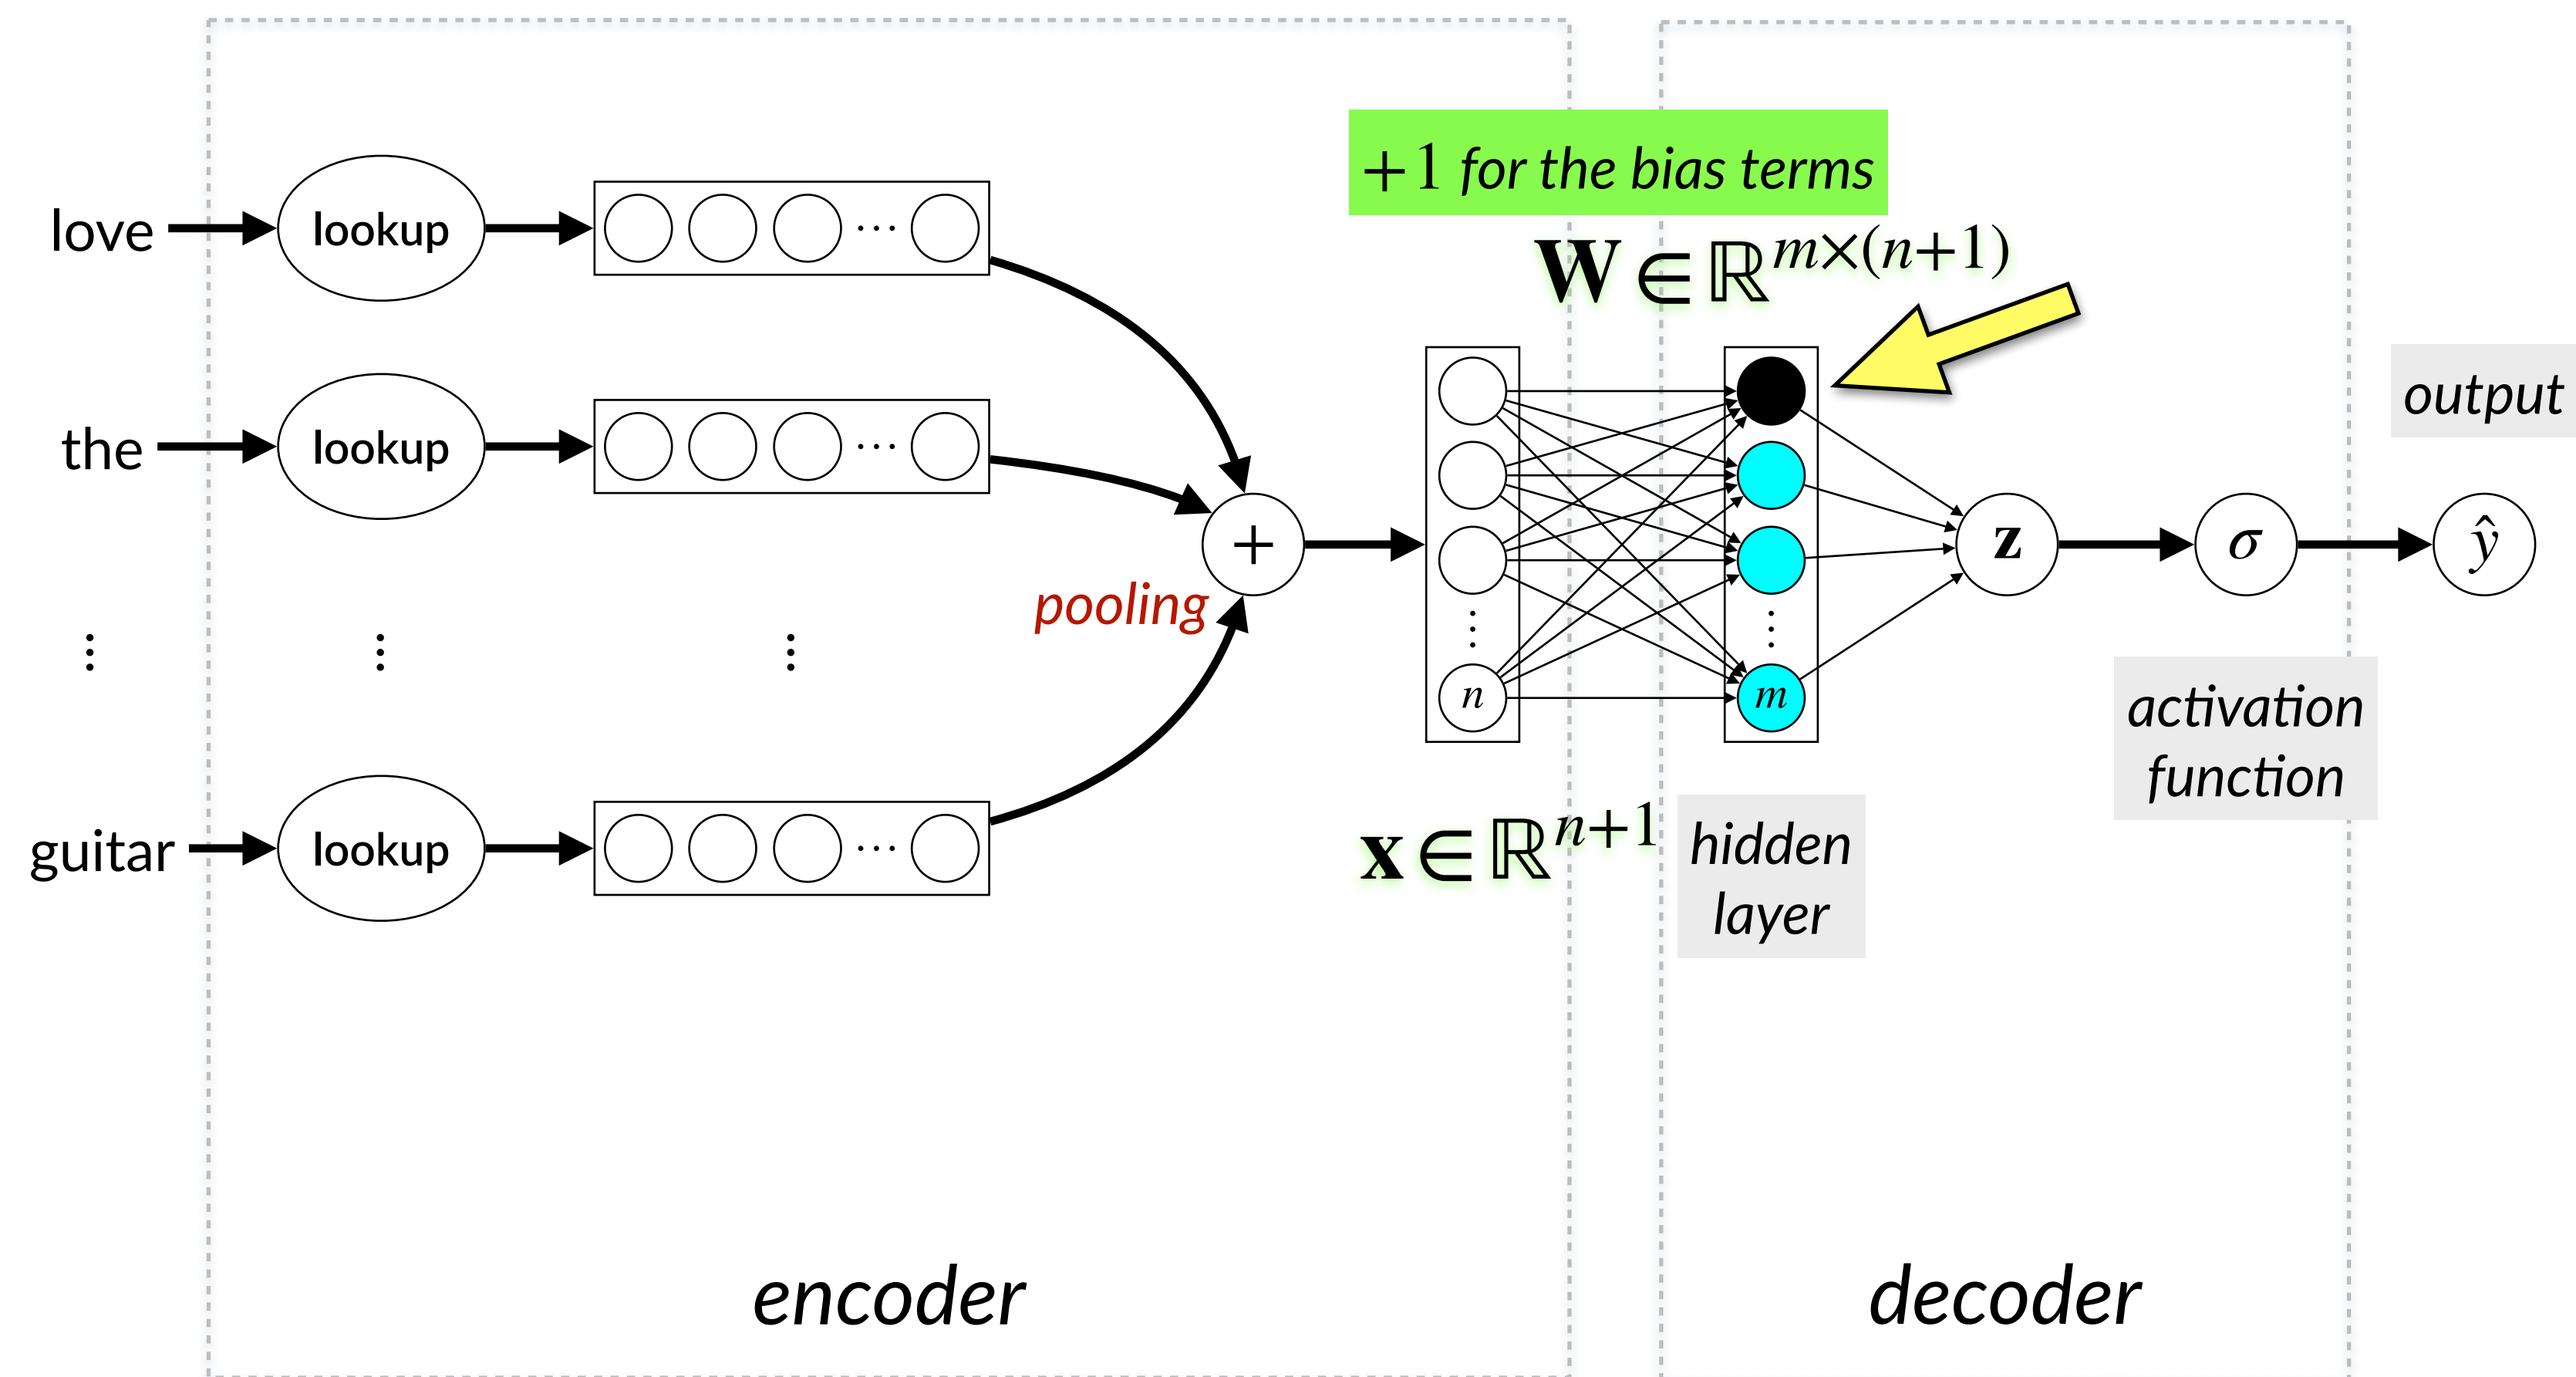 +1 for the bias terms
W ∈ ℝ^{m×(n+1)}
love
lookup
⋯
the
lookup
⋯
output
+
z
σ
ŷ
pooling
⋮
⋮
⋮
⋮
⋮
n
m
activation
function
guitar
lookup
⋯
x ∈ ℝ^{n+1}
hidden
layer
encoder
decoder